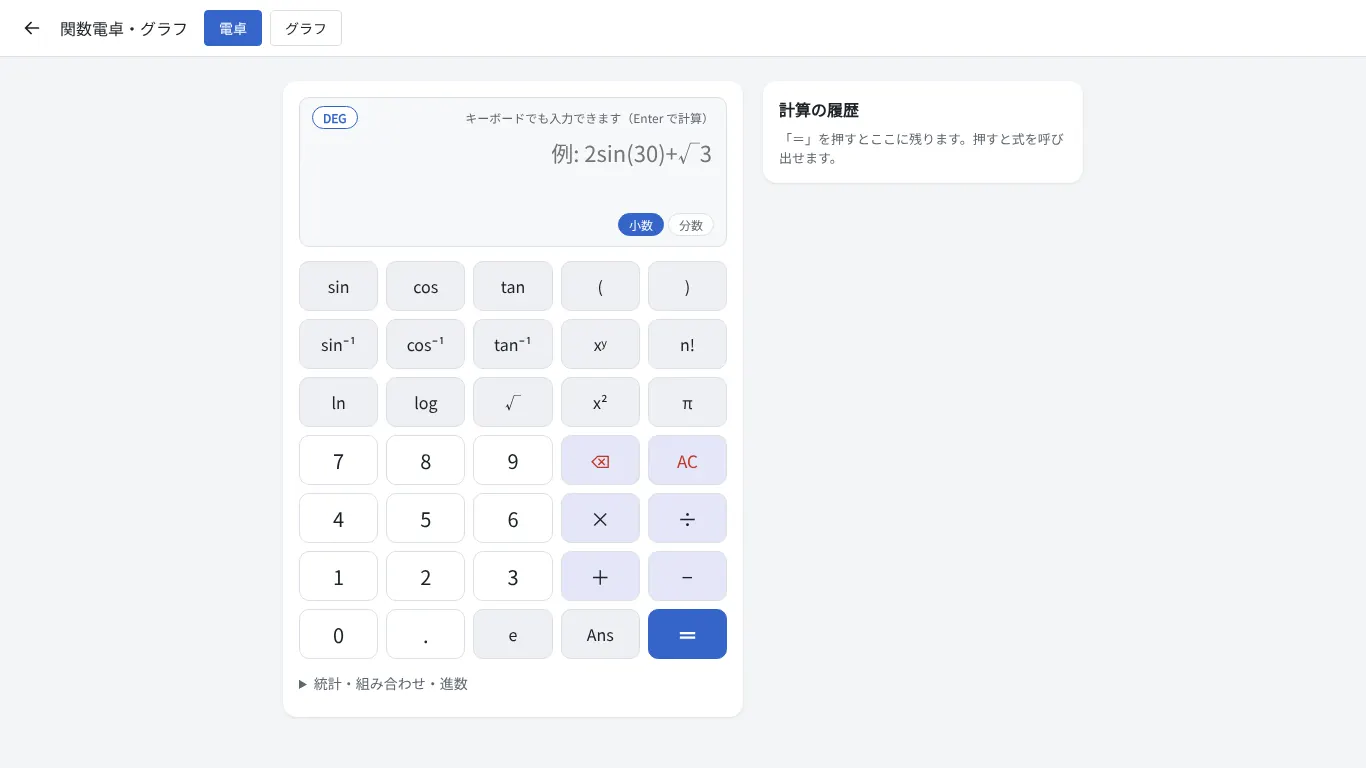 ← 関数電卓・グラフ 電卓 グラフ
DEG キーボードでも入力できます（Enter で計算）
例: 2sin(30)+√3
小数 分数
sin cos tan ( )
sin⁻¹ cos⁻¹ tan⁻¹ xʸ n!
ln log √ x² π
7 8 9 ⌫ AC
4 5 6 × ÷
1 2 3 + −
0 . e Ans =
▶ 統計・組み合わせ・進数
計算の履歴
「＝」を押すとここに残ります。押すと式を呼び
出せます。